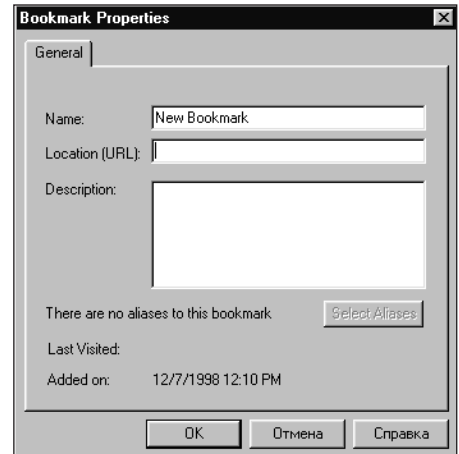 Bookmark Properties
General
Name: New Bookmark
Location (URL):
Description:
There are no aliases to this bookmark Select Aliases
Last Visited:
Added on: 12/7/1998 12:10 PM
OK Отмена Справка